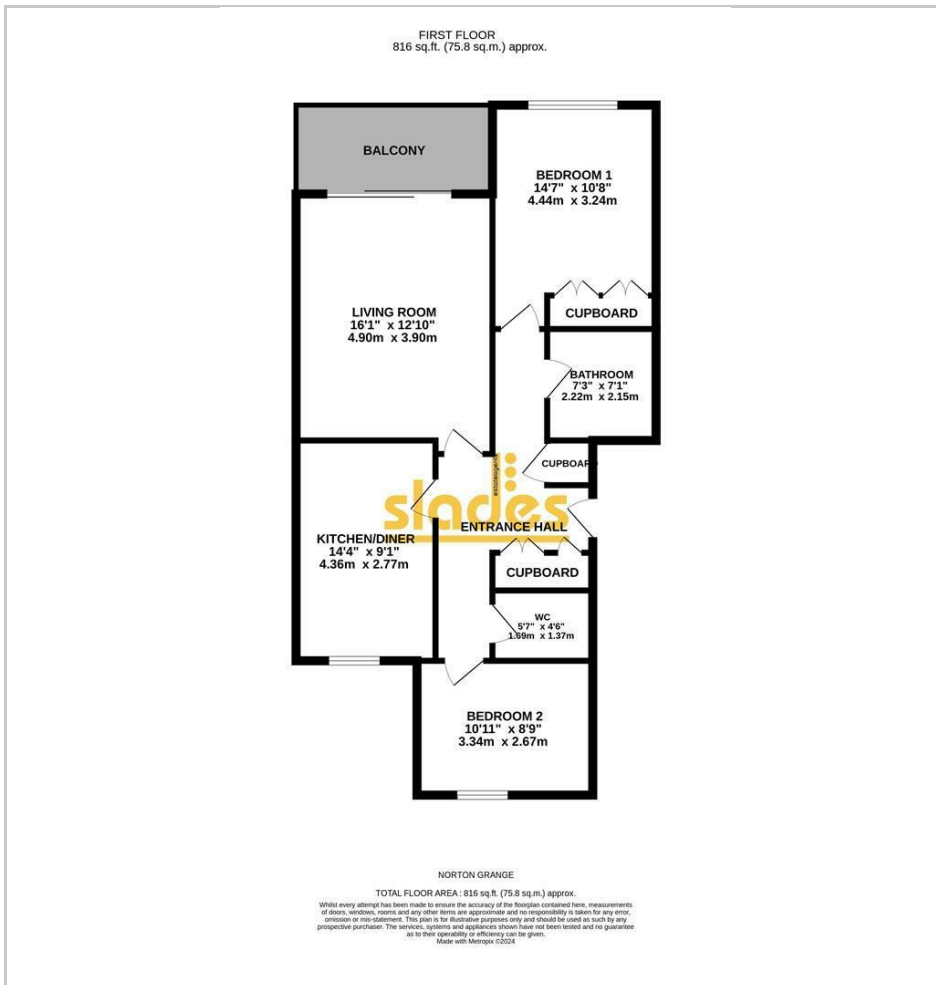 FIRST FLOOR
816 sq.ft. (75.8 sq.m.) approx.
BALCONY
BEDROOM 1
14'7" x 10'8"
4.44m x 3.24m
LIVING ROOM
16'1" x 12'10"
4.90m x 3.90m
CUPBOARD
BATHROOM
7'3" x 7'1"
2.22m x 2.15m
CUPBOARD
slades
estateagents
ENTRANCE HALL
KITCHEN/DINER
14'4" x 9'1"
4.36m x 2.77m
CUPBOARD
WC
5'7" x 4'6"
1.69m x 1.37m
BEDROOM 2
10'11" x 8'9"
3.34m x 2.67m
NORTON GRANGE
TOTAL FLOOR AREA : 816 sq.ft. (75.8 sq.m.) approx.
Whilst every attempt has been made to ensure the accuracy of the floorplan contained here, measurements
of doors, windows, rooms and any other items are approximate and no responsibility is taken for any error,
omission or mis-statement. This plan is for illustrative purposes only and should be used as such by any
prospective purchaser. The services, systems and appliances shown have not been tested and no guarantee
as to their operability or efficiency can be given.
Made with Metropix ©2024